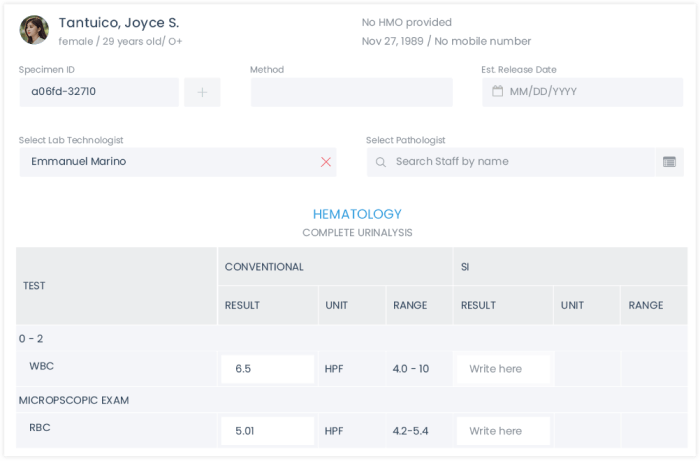 Tantuico, Joyce S.
female / 29 years old/ O+
No HMO provided
Nov 27, 1989 / No mobile number
Specimen ID
Method
Est. Release Date
a06fd-32710
+
MM/DD/YYYY
Select Lab Technologist
Select Pathologist
Emmanuel Marino
Search Staff by name
HEMATOLOGY
COMPLETE URINALYSIS
TEST
CONVENTIONAL
SI
RESULT UNIT RANGE RESULT UNIT RANGE
0 - 2
WBC 6.5 HPF 4.0 - 10 Write here
MICROPSCOPIC EXAM
RBC 5.01 HPF 4.2-5.4 Write here